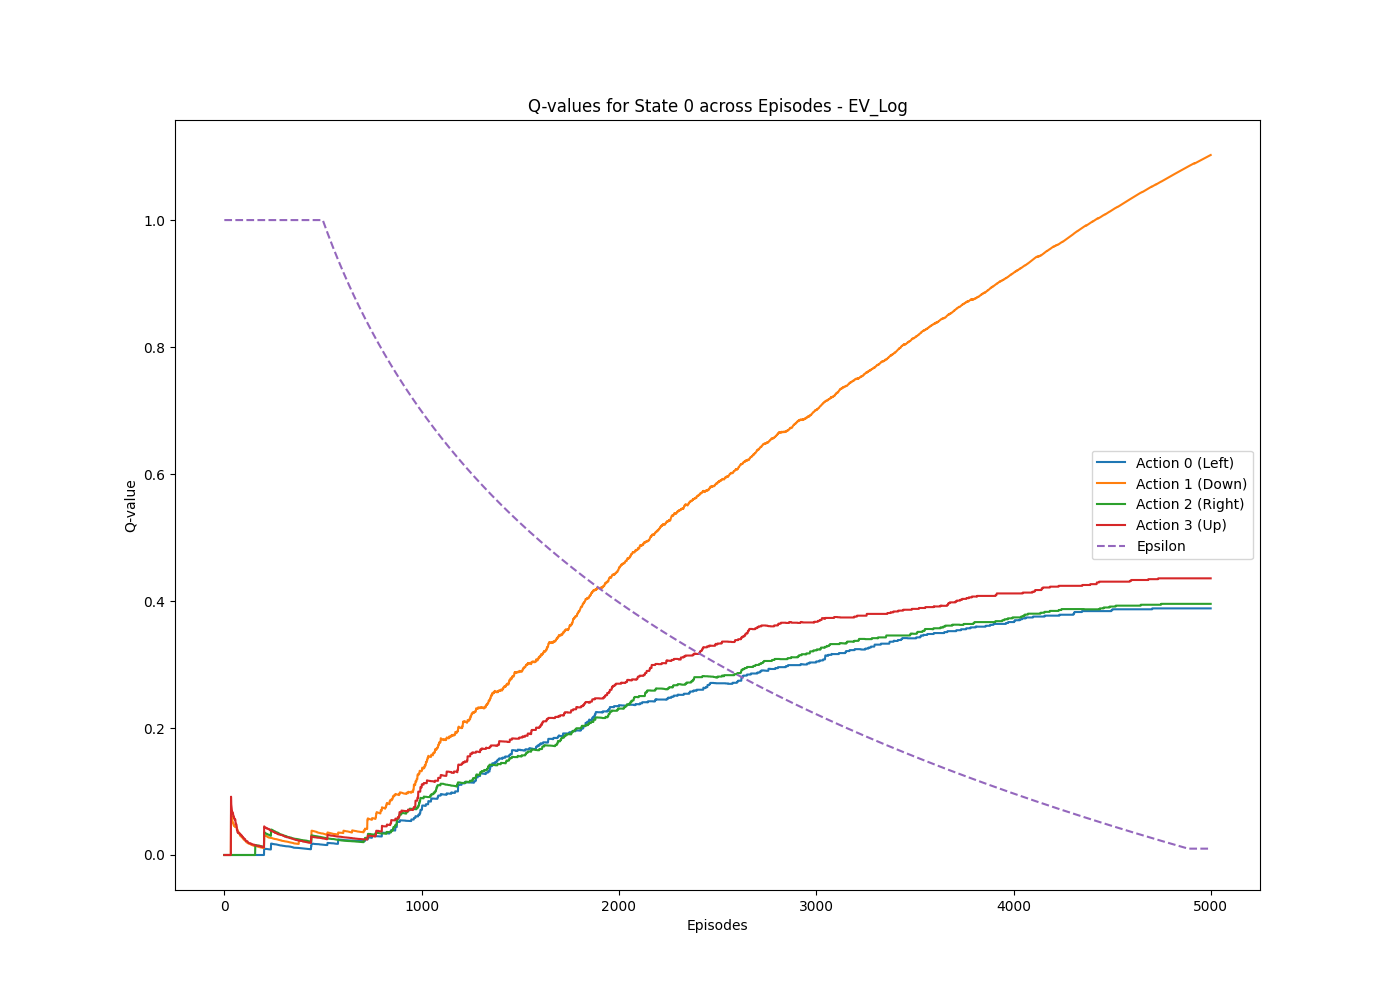 Q-values for State 0 across Episodes - EV_Log
Q-value
1.0
0.8
0.6
0.4
0.2
0.0
Action 0 (Left)
Action 1 (Down)
Action 2 (Right)
Action 3 (Up)
Epsilon
0 1000 2000 3000 4000 5000
Episodes